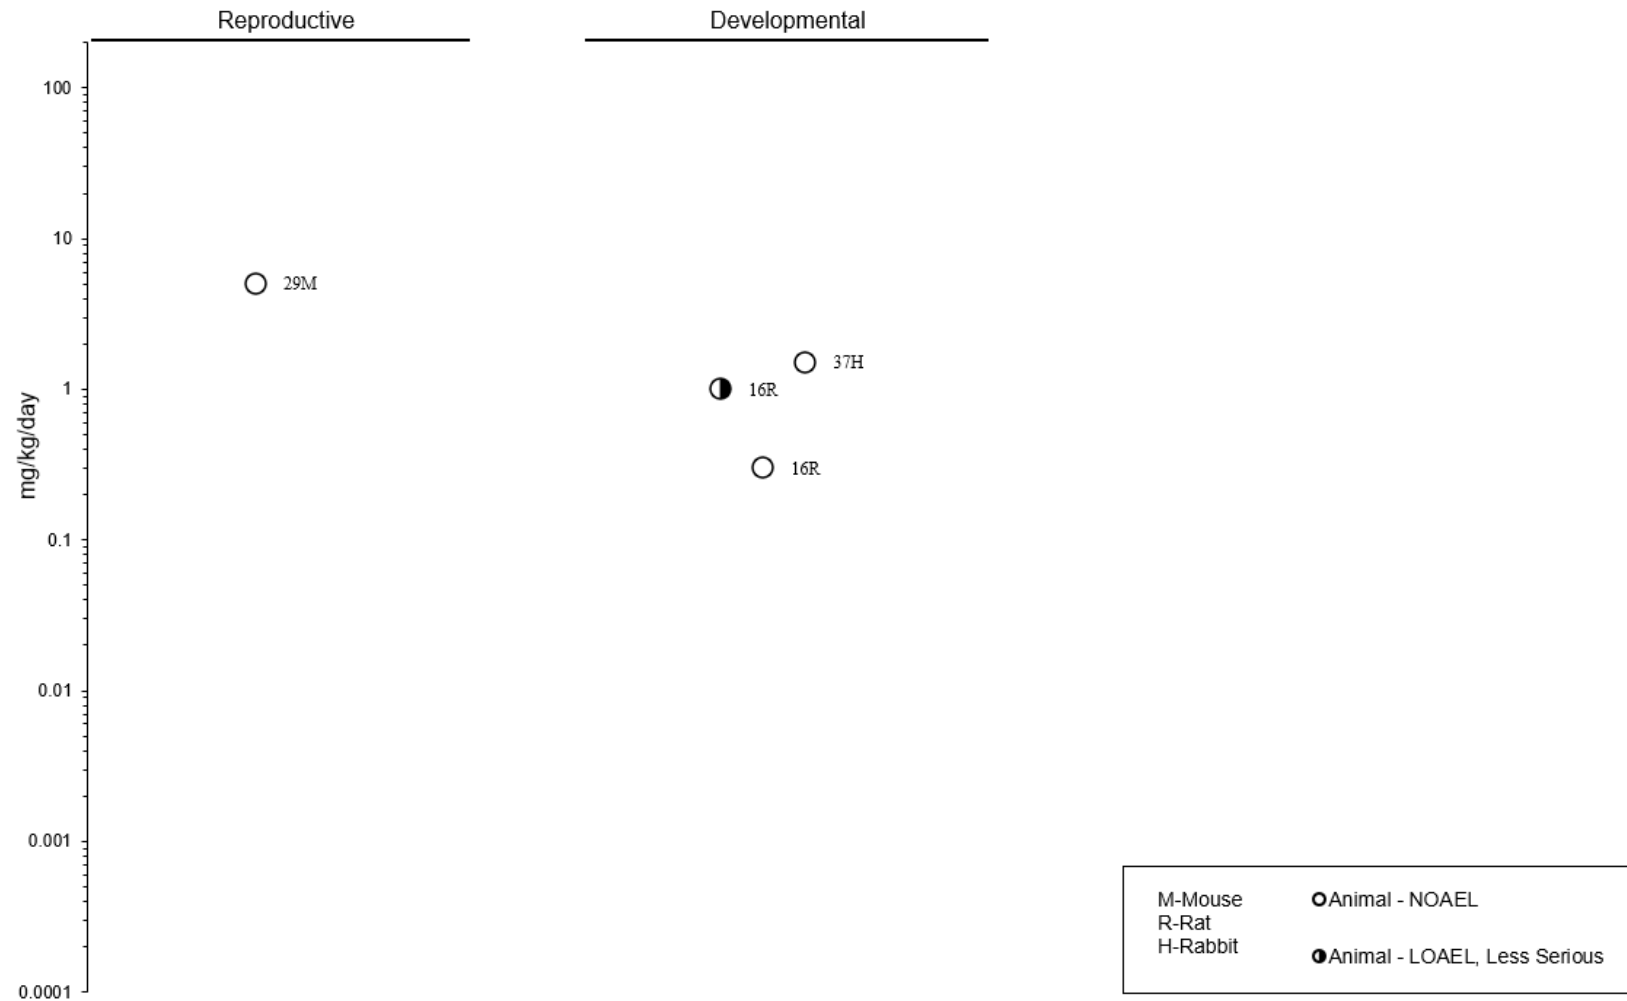 Reproductive
Developmental
100
10
1
0.1
0.01
0.001
0.0001
mg/kg/day
29M
37H
16R
16R
M-Mouse
R-Rat
H-Rabbit
Animal - NOAEL
Animal - LOAEL, Less Serious